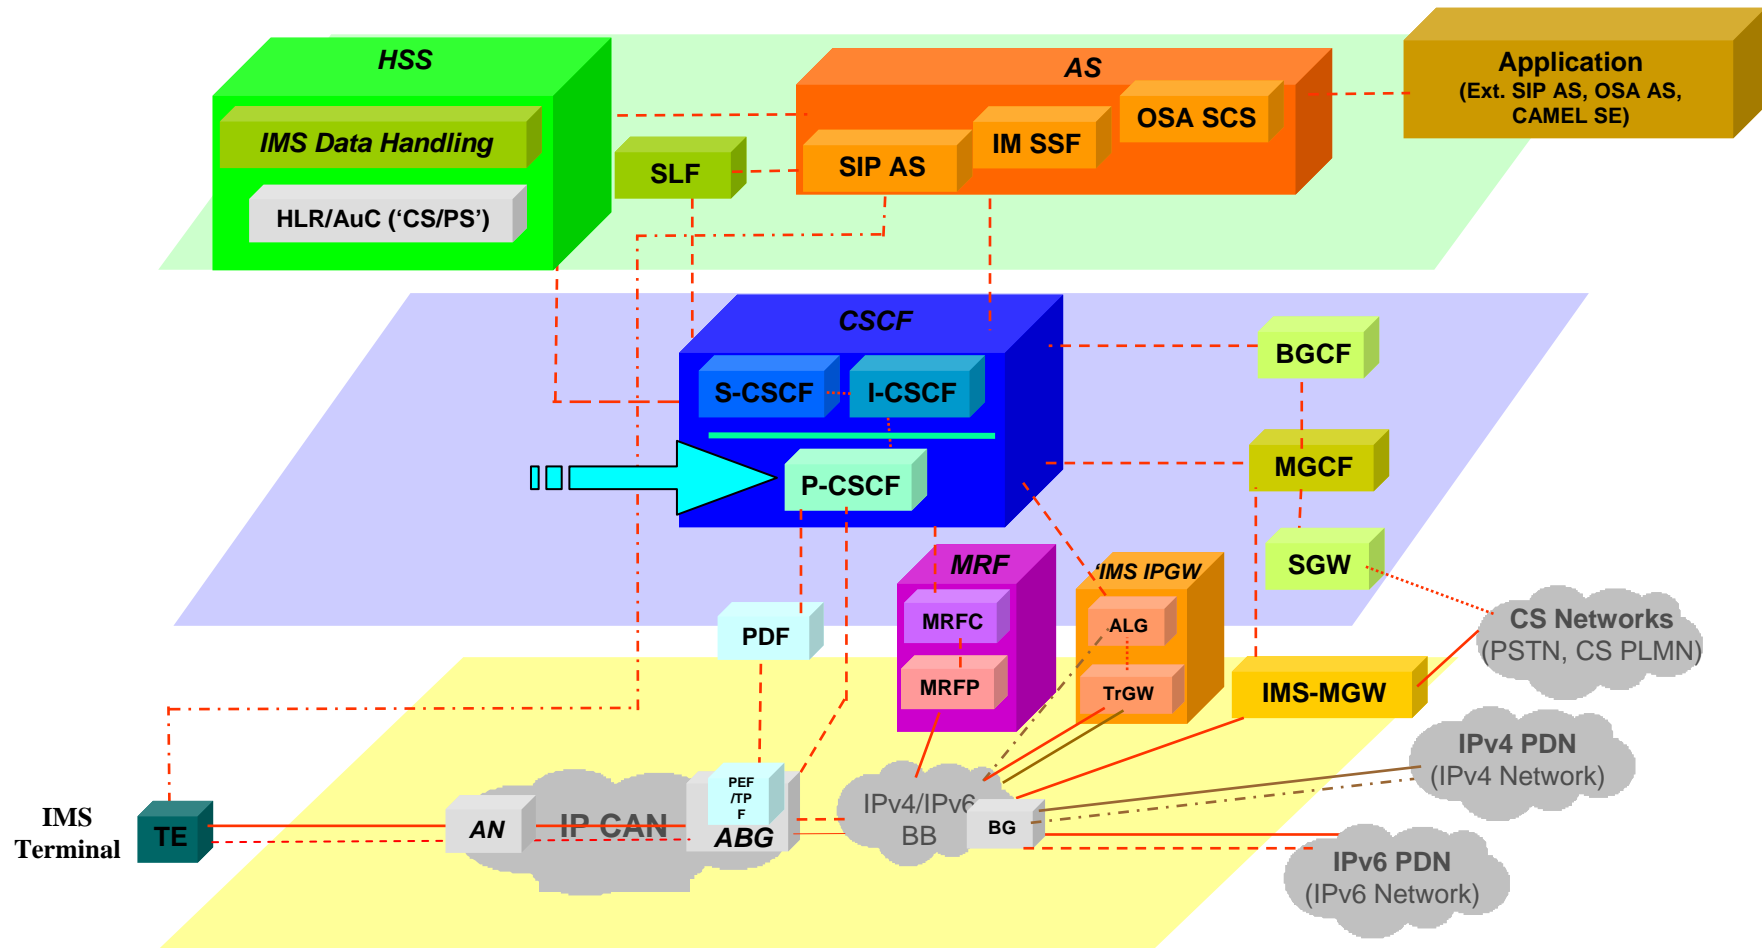 HSS
AS
Application
(Ext. SIP AS, OSA AS,
CAMEL SE)
IMS Data Handling
HLR/AuC (‘CS/PS’)
SLF
SIP AS
IM SSF
OSA SCS
CSCF
S-CSCF
I-CSCF
P-CSCF
BGCF
MGCF
SGW
MRF
MRFC
MRFP
‘IMS IPGW
ALG
TrGW
PDF
IMS-MGW
CS Networks
(PSTN, CS PLMN)
IPv4 PDN
(IPv4 Network)
IPv6 PDN
(IPv6 Network)
IMS
Terminal
TE
AN
IP CAN
PEF
/TP
F
ABG
IPv4/IPv6
BB
BG